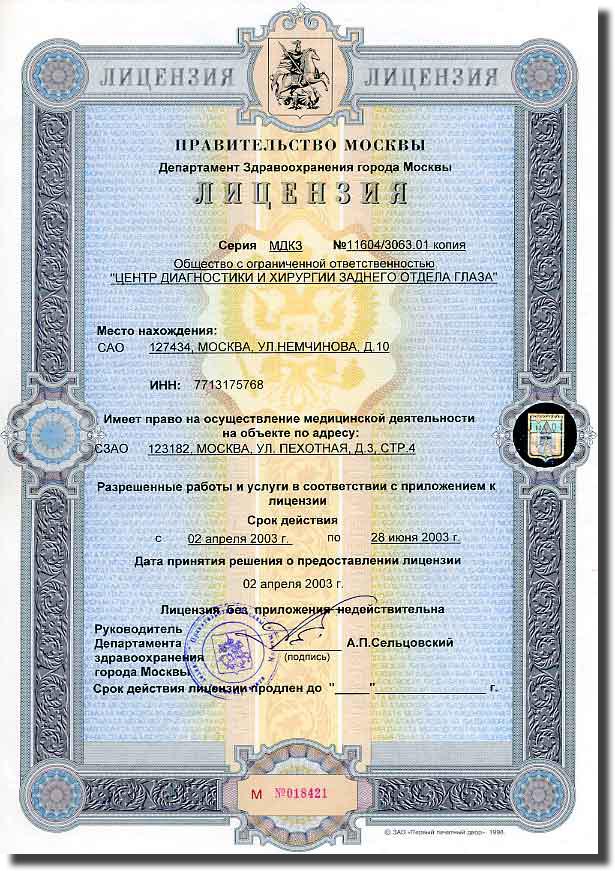 ЛИЦЕНЗИЯ ЛИЦЕНЗИЯ
ПРАВИТЕЛЬСТВО МОСКВЫ
Департамент Здравоохранения города Москвы
ЛИЦЕНЗИЯ
Серия МДКЗ №11604/3063.01 копия
Общество с ограниченной ответственностью
"ЦЕНТР ДИАГНОСТИКИ И ХИРУРГИИ ЗАДНЕГО ОТДЕЛА ГЛАЗА"
Место нахождения:
САО 127434, МОСКВА, УЛ.НЕМЧИНОВА, Д.10
ИНН: 7713175768
Имеет право на осуществление медицинской деятельности
на объекте по адресу:
СЗАО 123182, МОСКВА, УЛ. ПЕХОТНАЯ, Д.3, СТР.4
Разрешенные работы и услуги в соответствии с приложением к
лицензии
Срок действия
с 02 апреля 2003 г. по 28 июня 2003 г.
Дата принятия решения о предоставлении лицензии
02 апреля 2003 г.
Лицензия без приложения недействительна
Руководитель
Департамента А.П.Сельцовский
здравоохранения (подпись)
города Москвы
Срок действия лицензии продлен до "_____"________________ г.
М №018421
© ЗАО «Первый печатный двор» 1998.